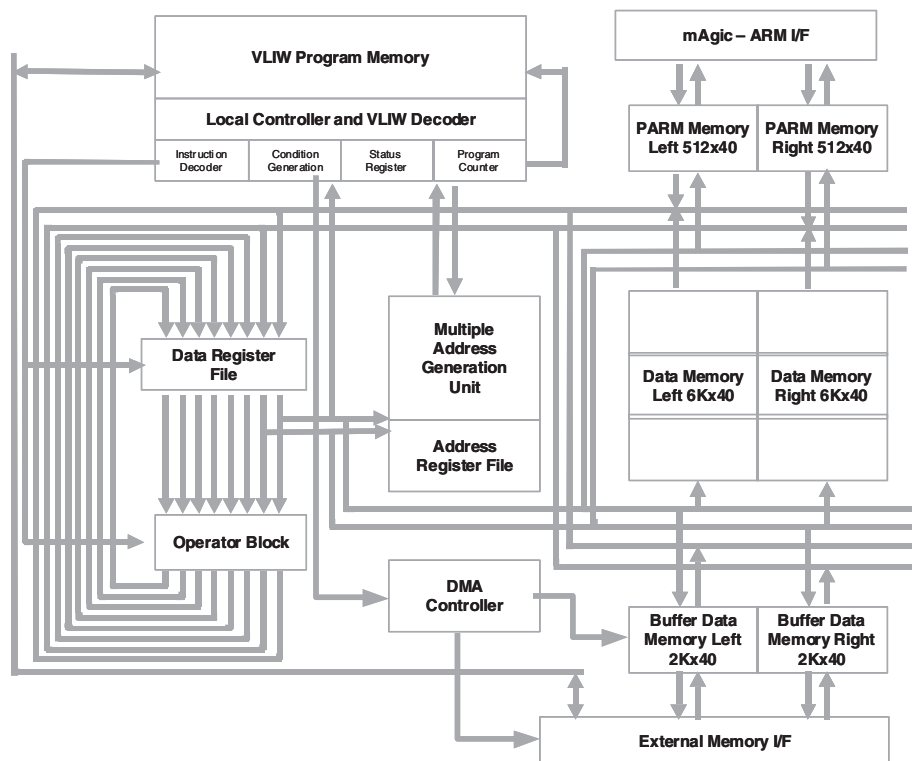 VLIW Program Memory
Local Controller and VLIW Decoder
Instruction
Decoder
Condition
Generation
Status
Register
Program
Counter
mAgic – ARM I/F
PARM Memory
Left 512x40
PARM Memory
Right 512x40
Data Register
File
Multiple
Address
Generation
Unit
Address
Register File
Data Memory
Left 6Kx40
Data Memory
Right 6Kx40
Operator Block
DMA
Controller
Buffer Data
Memory Left
2Kx40
Buffer Data
Memory Right
2Kx40
External Memory I/F